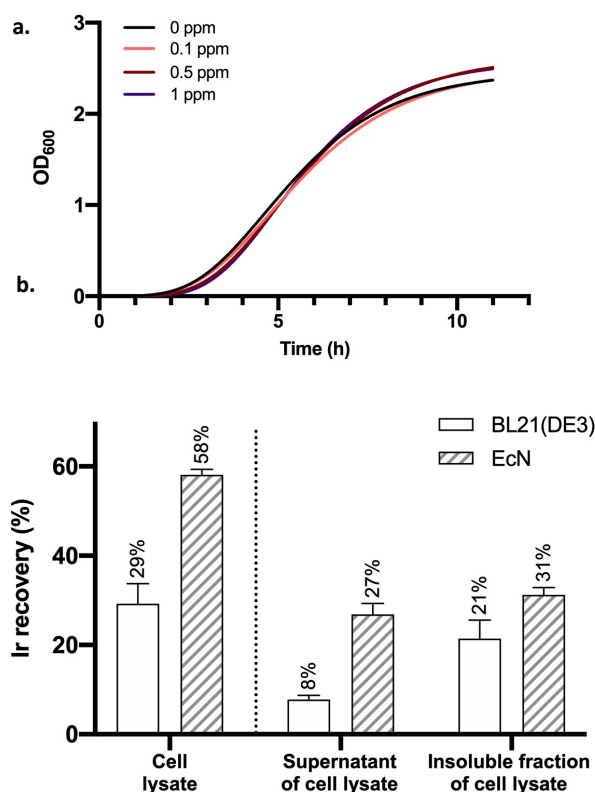 a.
0 ppm
0.1 ppm
0.5 ppm
1 ppm
3
2
1
0
OD600
0
5
10
Time (h)
b.
BL21(DE3)
EcN
Ir recovery (%)
60
40
20
0
29%
58%
8%
27%
21%
31%
Cell
lysate
Supernatant
of cell lysate
Insoluble fraction
of cell lysate